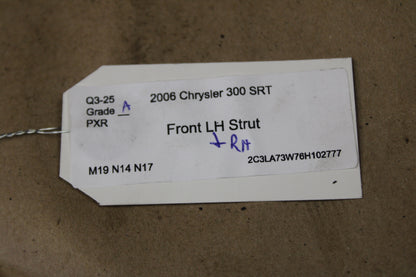 Q3-25
Grade A
PXR
2006 Chrysler 300 SRT
Front LH Strut
+ RH
2C3LA73W76H102777
M19 N14 N17